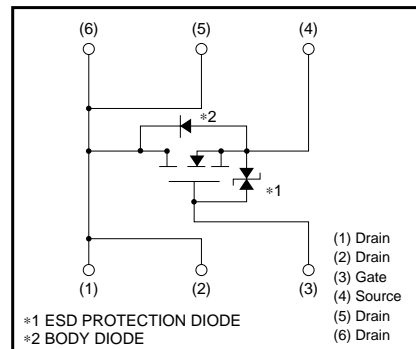 (6) (5) (4)
∗2
∗1
(1) (2) (3)
(1) Drain
(2) Drain
(3) Gate
(4) Source
(5) Drain
(6) Drain
∗1 ESD PROTECTION DIODE
∗2 BODY DIODE